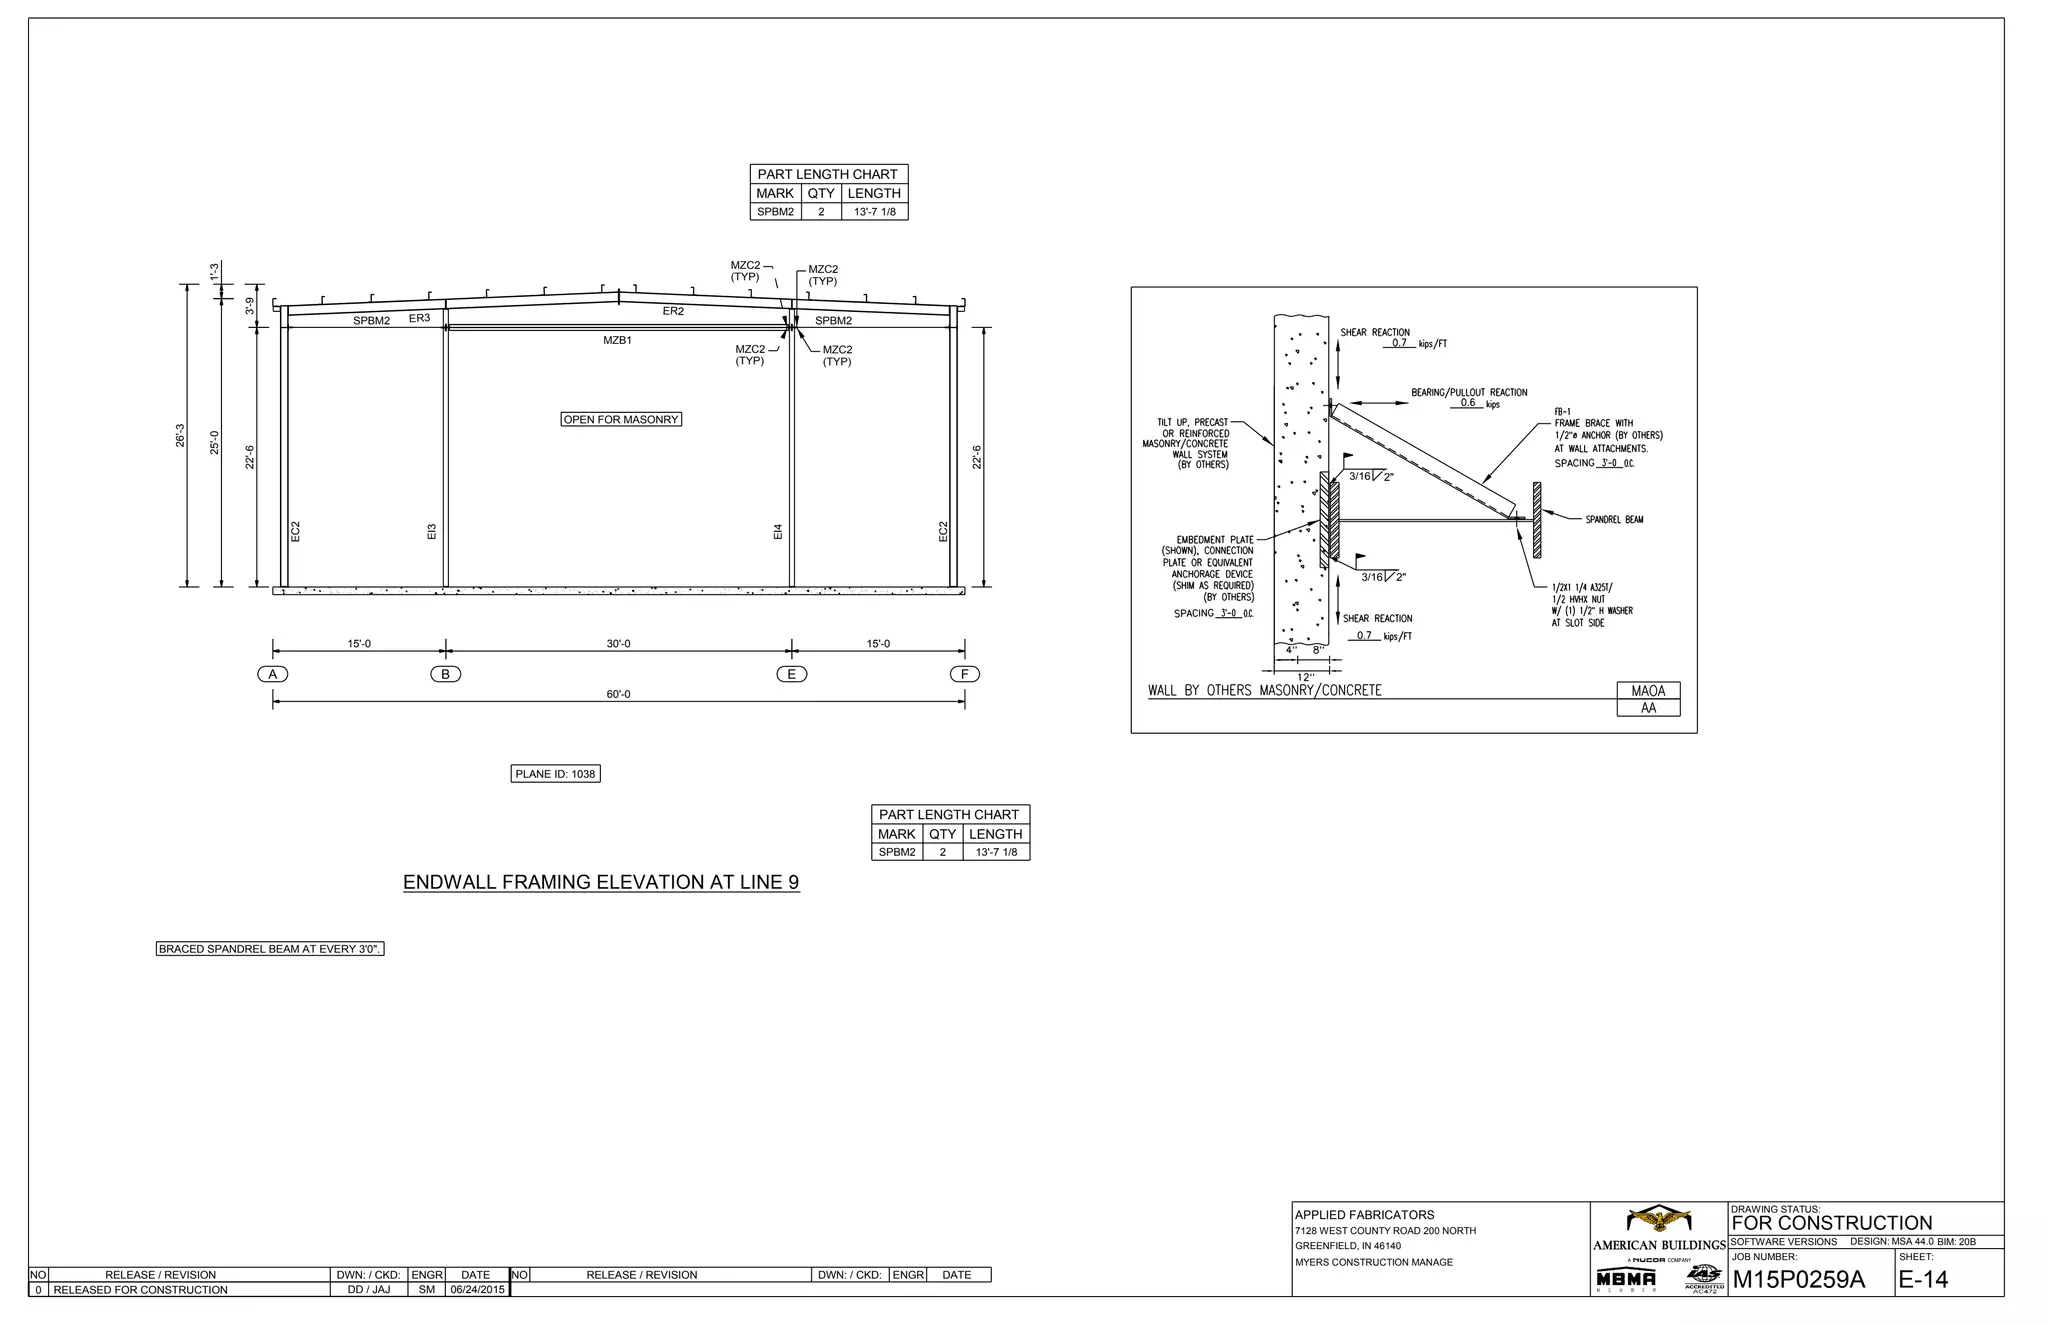 PART LENGTH CHART
MARK QTY LENGTH
SPBM2 2 13'-7 1/8
1'-3
3'-9
26'-3
25'-0
22'-6
22'-6
MZC2
(TYP)
MZC2
(TYP)
SPBM2
ER3
ER2
SPBM2
MZB1
MZC2
(TYP)
MZC2
(TYP)
OPEN FOR MASONRY
EC2
EI3
EI4
EC2
15'-0
30'-0
15'-0
A
B
E
F
60'-0
PLANE ID: 1038
PART LENGTH CHART
MARK QTY LENGTH
SPBM2 2 13'-7 1/8
ENDWALL FRAMING ELEVATION AT LINE 9
BRACED SPANDREL BEAM AT EVERY 3'0".
SHEAR REACTION
0.7 kips/FT
BEARING/PULLOUT REACTION
0.6 kips
TILT UP, PRECAST
OR REINFORCED
MASONRY/CONCRETE
WALL SYSTEM
(BY OTHERS)
FB-1
FRAME BRACE WITH
1/2"ø ANCHOR (BY OTHERS)
AT WALL ATTACHMENTS.
SPACING 3'-0 O.C.
3/16 2"
SPANDREL BEAM
EMBEDMENT PLATE
(SHOWN), CONNECTION
PLATE OR EQUIVALENT
ANCHORAGE DEVICE
(SHIM AS REQUIRED)
(BY OTHERS)
SPACING 3'-0 O.C.
3/16 2"
1/2X1 1/4 A325T/
1/2 HVHX NUT
W/ (1) 1/2" H WASHER
AT SLOT SIDE
SHEAR REACTION
0.7 kips/FT
4" 8"
12"
WALL BY OTHERS MASONRY/CONCRETE
MAOA
AA
APPLIED FABRICATORS
7128 WEST COUNTY ROAD 200 NORTH
GREENFIELD, IN 46140
MYERS CONSTRUCTION MANAGE
AMERICAN BUILDINGS
A NUCOR COMPANY
MBMA
MEMBER
IAS
ACCREDITED
AC472
DRAWING STATUS:
FOR CONSTRUCTION
SOFTWARE VERSIONS DESIGN: MSA 44.0 BIM: 20B
JOB NUMBER:
M15P0259A
SHEET:
E-14
NO RELEASE / REVISION DWN: / CKD: ENGR DATE NO RELEASE / REVISION DWN: / CKD: ENGR DATE
0 RELEASED FOR CONSTRUCTION DD / JAJ SM 06/24/2015